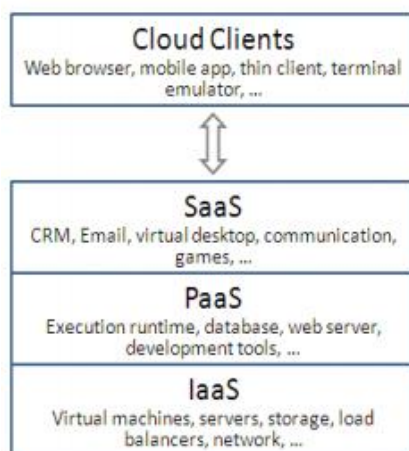 Cloud Clients
Web browser, mobile app, thin client, terminal
emulator, ...
SaaS
CRM, Email, virtual desktop, communication,
games, ...
PaaS
Execution runtime, database, web server,
development tools, ...
IaaS
Virtual machines, servers, storage, load
balancers, network, ...